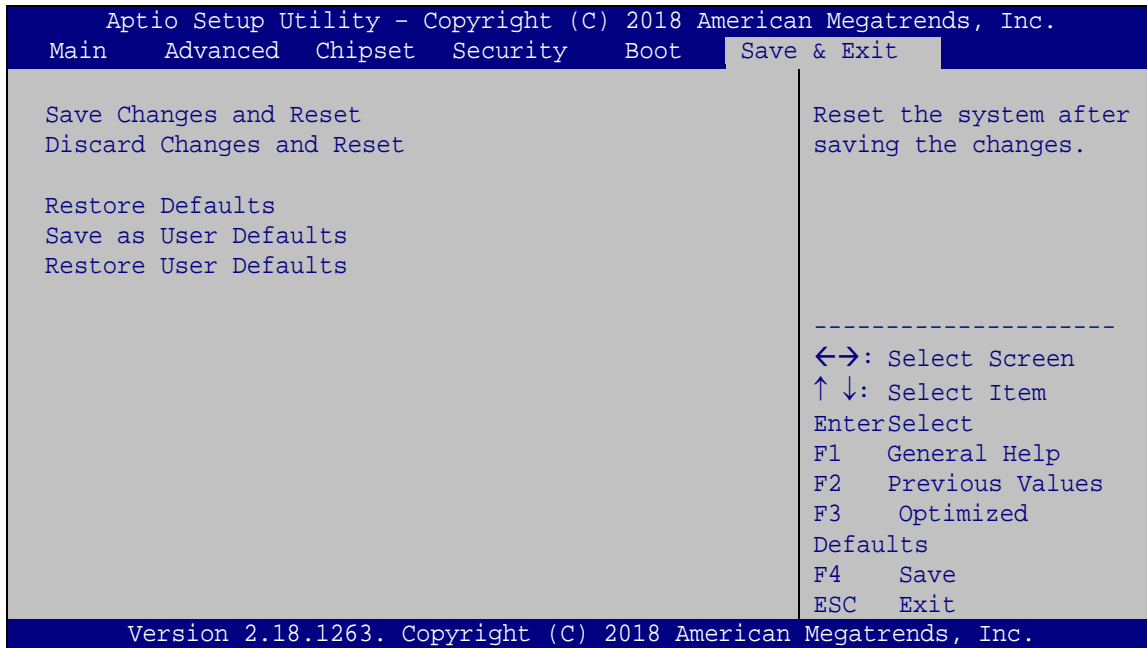 Aptio Setup Utility – Copyright (C) 2018 American Megatrends, Inc.
Main Advanced Chipset Security Boot Save & Exit
Save Changes and Reset
Discard Changes and Reset
Restore Defaults
Save as User Defaults
Restore User Defaults
Reset the system after
saving the changes.
----------------------
←→: Select Screen
↑ ↓: Select Item
EnterSelect
F1 General Help
F2 Previous Values
F3 Optimized
Defaults
F4 Save
ESC Exit
Version 2.18.1263. Copyright (C) 2018 American Megatrends, Inc.